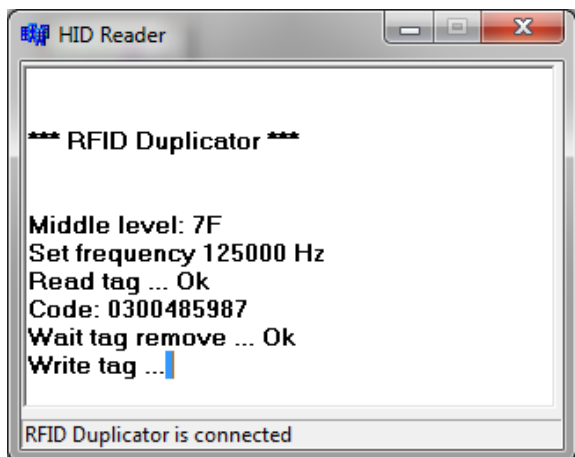 HID Reader
*** RFID Duplicator ***
Middle level: 7F
Set frequency 125000 Hz
Read tag ... Ok
Code: 0300485987
Wait tag remove ... Ok
Write tag ...
RFID Duplicator is connected